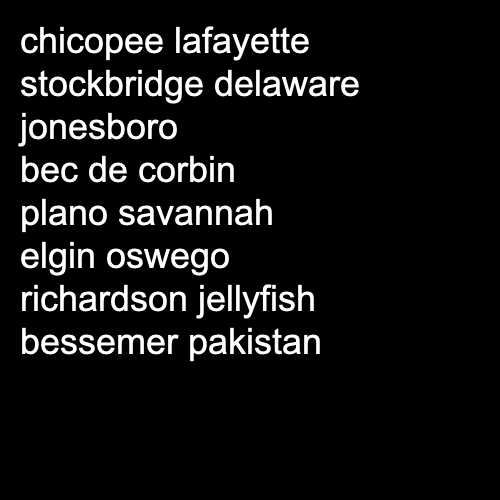 chicopee lafayette
stockbridge delaware
jonesboro
bec de corbin
plano savannah
elgin oswego
richardson jellyfish
bessemer pakistan